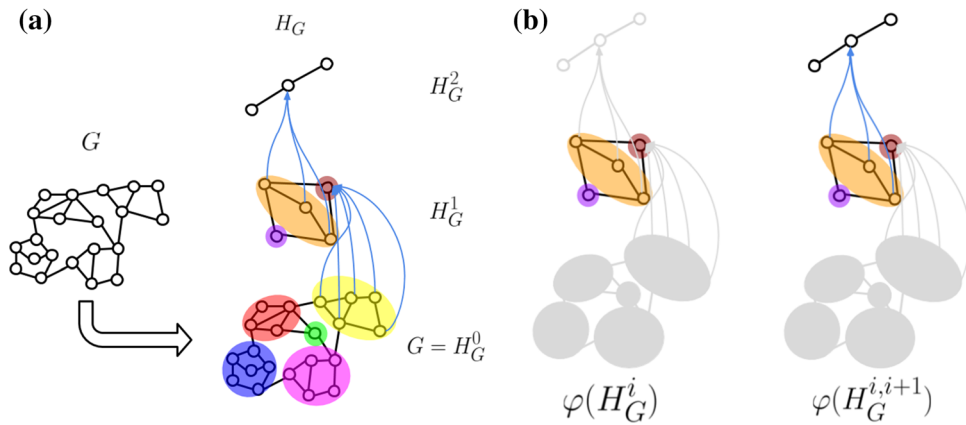 (a)
H_G
H_G^2
G
H_G^1
G = H_G^0
(b)
φ(H_G^i)
φ(H_G^{i,i+1})